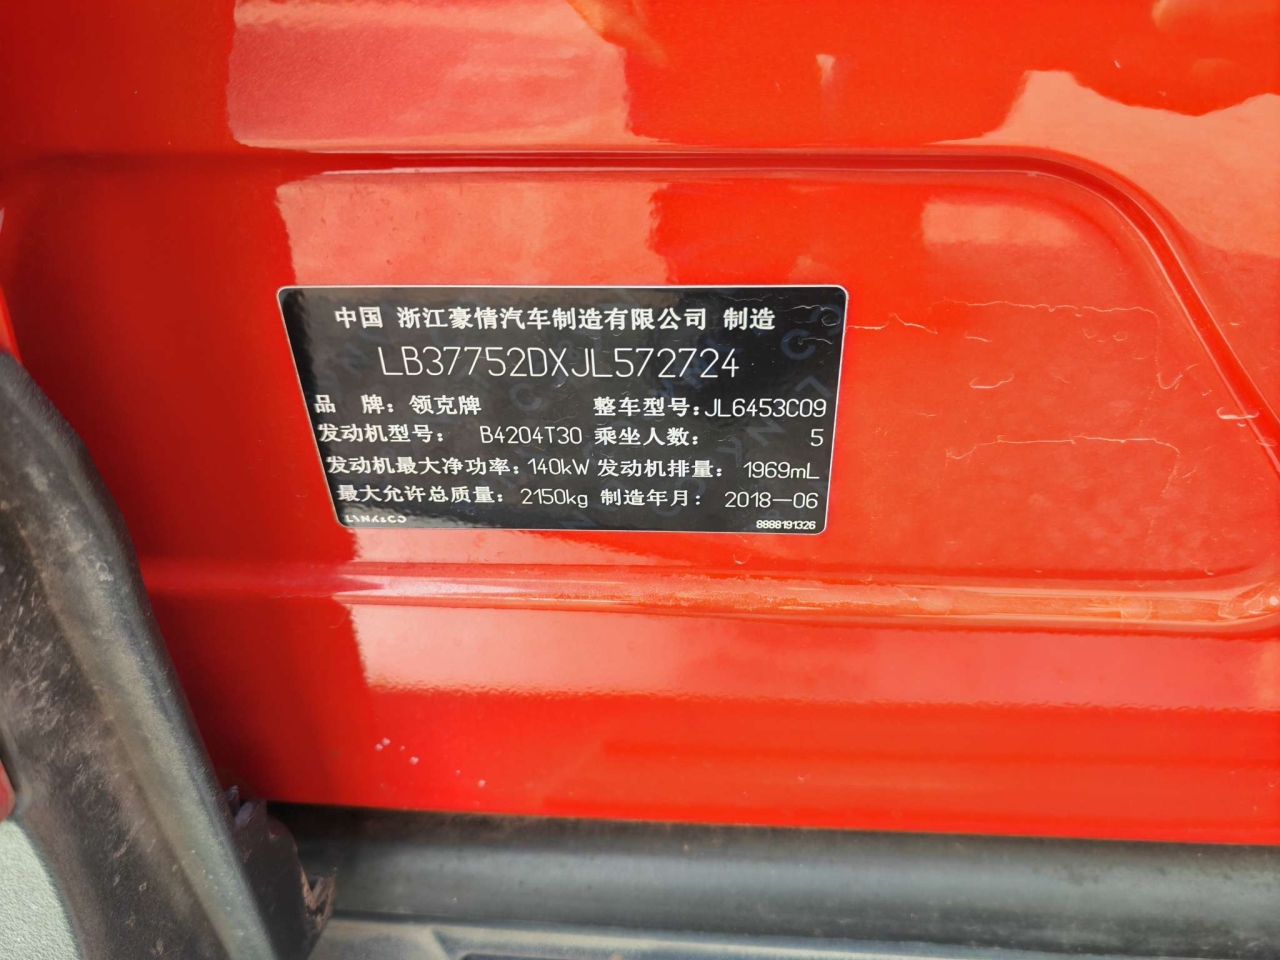 中国 浙江豪情汽车制造有限公司 制造
LB37752DXJL572724
品 牌：领克牌 整车型号：JL6453C09
发动机型号： B4204T30 乘坐人数： 5
发动机最大净功率：140kW 发动机排量： 1969mL
最大允许总质量： 2150kg 制造年月： 2018—06
LYNK&CO 8888191326